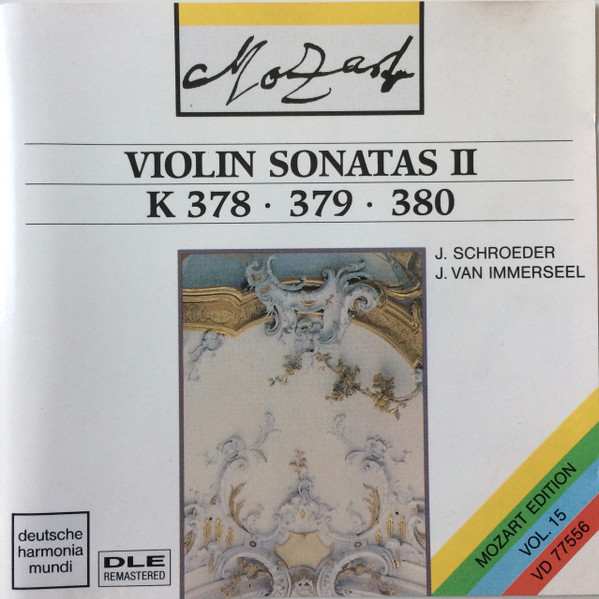 Mozart
VIOLIN SONATAS II
K 378 · 379 · 380
J. SCHROEDER
J. VAN IMMERSEEL
deutsche
harmonia
mundi
DLE
REMASTERED
MOZART EDITION
VOL. 15
VD 77556